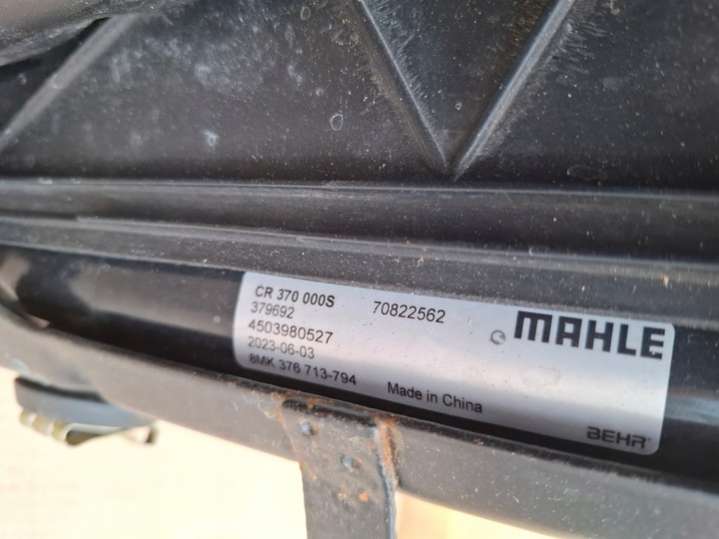 CR 370 000S 70822562
379692
4503980527
2023-06-03
8MK 376 713-794 Made in China
MAHLE
BEHR